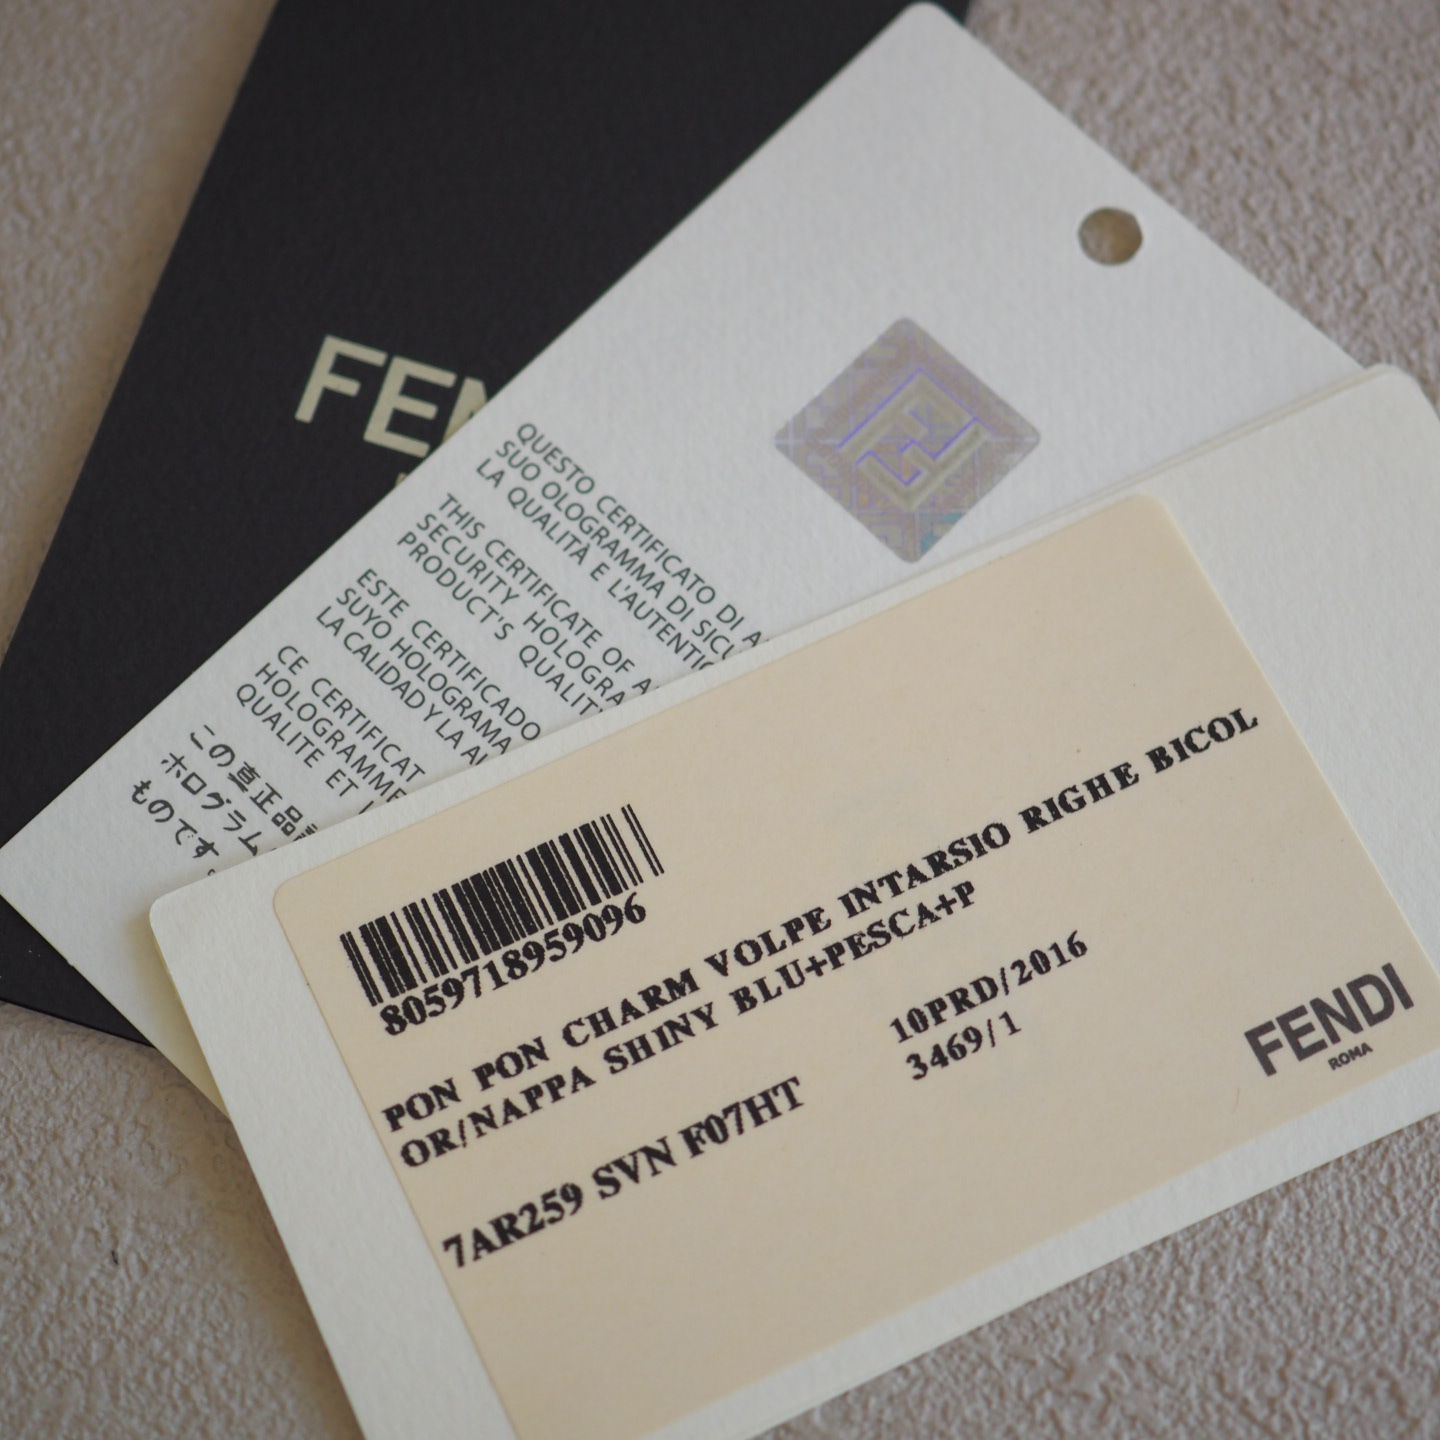 FEN
QUESTO CERTIFICATO DI A
SUO OLOGRAMMA DI SICU
LA QUALITÀ E L'AUTENTIC
THIS CERTIFICATE OF A
SECURITY HOLOGRA
PRODUCT'S QUALIT
ESTE CERTIFICADO
SUYO HOLOGRAMA
LA CALIDAD Y LA AU
CE CERTIFICAT
HOLOGRAMME
QUALITE ET L
この真正品
ホログラム
ものです。
8059718959096
PON PON CHARM VOLPE INTARSIO RIGHE BICOL
OR/NAPPA SHINY BLU+PESCA+P
10PRD/2016
3469/1
7AR259 SVN F07HT
FENDI
ROMA